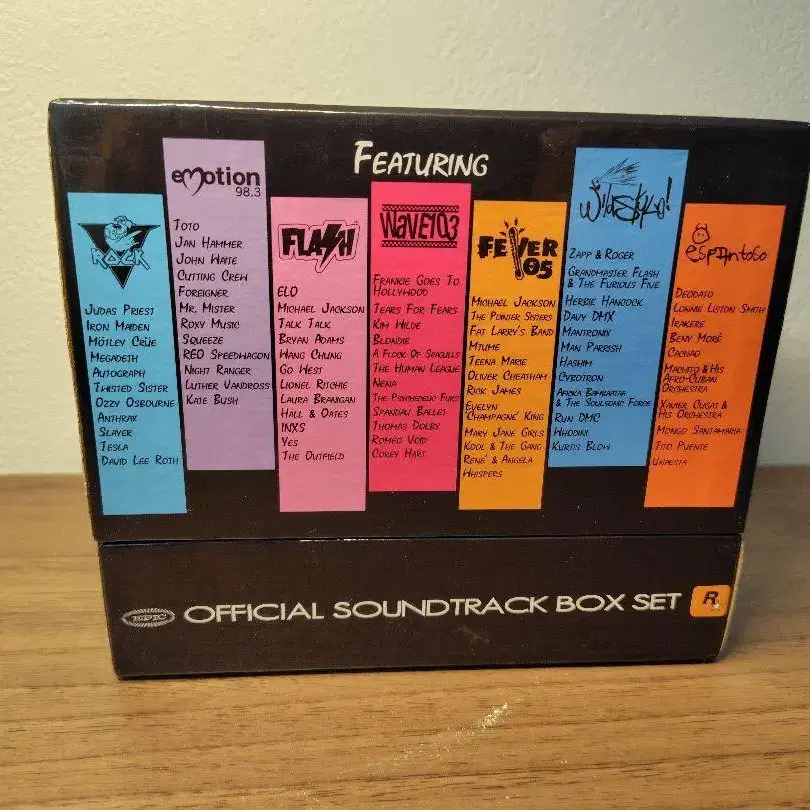 FEATURING
ROCK
JUDAS PRIEST
IRON MAIDEN
MÖTLEY CRÜE
MEGADETH
AUTOGRAPH
TWISTED SISTER
OZZY OSBOURNE
ANTHRAX
SLAYER
TESLA
DAVID LEE ROTH
emotion
98.3
TOTO
JAN HAMMER
JOHN WAITE
CUTTING CREW
FOREIGNER
MR. MISTER
ROXY MUSIC
SQUEEZE
REO SPEEDWAGON
NIGHT RANGER
LUTHER VANDROSS
KATE BUSH
FLASH
ELO
MICHAEL JACKSON
TALK TALK
BRYAN ADAMS
WANG CHUNG
GO WEST
LIONEL RITCHIE
LAURA BRANIGAN
HALL & OATES
INXS
YES
THE OUTFIELD
WAVE103
FRANKIE GOES TO
HOLLYWOOD
TEARS FOR FEARS
KIM WILDE
BLONDIE
A FLOCK OF SEAGULLS
THE HUMAN LEAGUE
NENA
THE PSYCHEDELIC FURS
SPANDAU BALLET
THOMAS DOLBY
ROMEO VOID
COREY HART
FEVER
105
MICHAEL JACKSON
THE POINTER SISTERS
FAT LARRY'S BAND
MTUME
TEENA MARIE
OLIVER CHEATHAM
RICK JAMES
EVELYN
'CHAMPAGNE' KING
MARY JANE GIRLS
KOOL & THE GANG
RENE' & ANGELA
WHISPERS
WildStyle!
ZAPP & ROGER
GRANDMASTER FLASH
& THE FURIOUS FIVE
HERBIE HANCOCK
DAVY DMX
MANTRONIX
MAN PARRISH
HASHIM
CYBOTRON
AFRIKA BAMBAATAA
& THE SOULSONIC FORCE
RUN DMC
WHODINI
KURTIS BLOW
ESPANTOSO
DEODATO
LONNIE LISTON SMITH
IRAKERE
BENY MORÉ
CACHAO
MACHITO & HIS
AFRO-CUBAN
ORCHESTRA
XAVIER CUGAT &
HIS ORCHESTRA
MONGO SANTAMARIA
TITO PUENTE
UNAESTA
EPIC
OFFICIAL SOUNDTRACK BOX SET
R